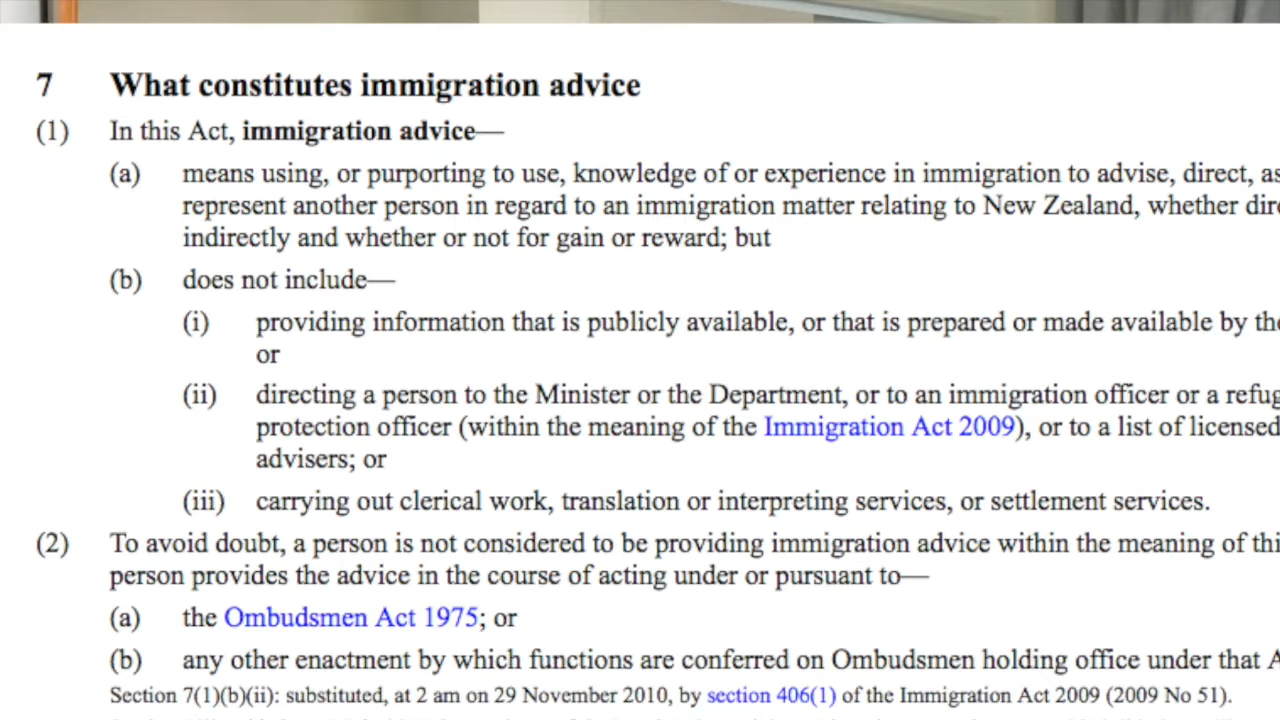 7 What constitutes immigration advice
(1) In this Act, immigration advice—
(a) means using, or purporting to use, knowledge of or experience in immigration to advise, direct,
represent another person in regard to an immigration matter relating to New Zealand, whether
indirectly and whether or not for gain or reward; but
(b) does not include—
(i) providing information that is publicly available, or that is prepared or made available by
or
(ii) directing a person to the Minister or the Department, or to an immigration officer or a
protection officer (within the meaning of the Immigration Act 2009), or to a list of licensed
advisers; or
(iii) carrying out clerical work, translation or interpreting services, or settlement services.
(2) To avoid doubt, a person is not considered to be providing immigration advice within the meaning of
person provides the advice in the course of acting under or pursuant to—
(a) the Ombudsmen Act 1975; or
(b) any other enactment by which functions are conferred on Ombudsmen holding office under that
Section 7(1)(b)(ii): substituted, at 2 am on 29 November 2010, by section 406(1) of the Immigration Act 2009 (2009 No 51).